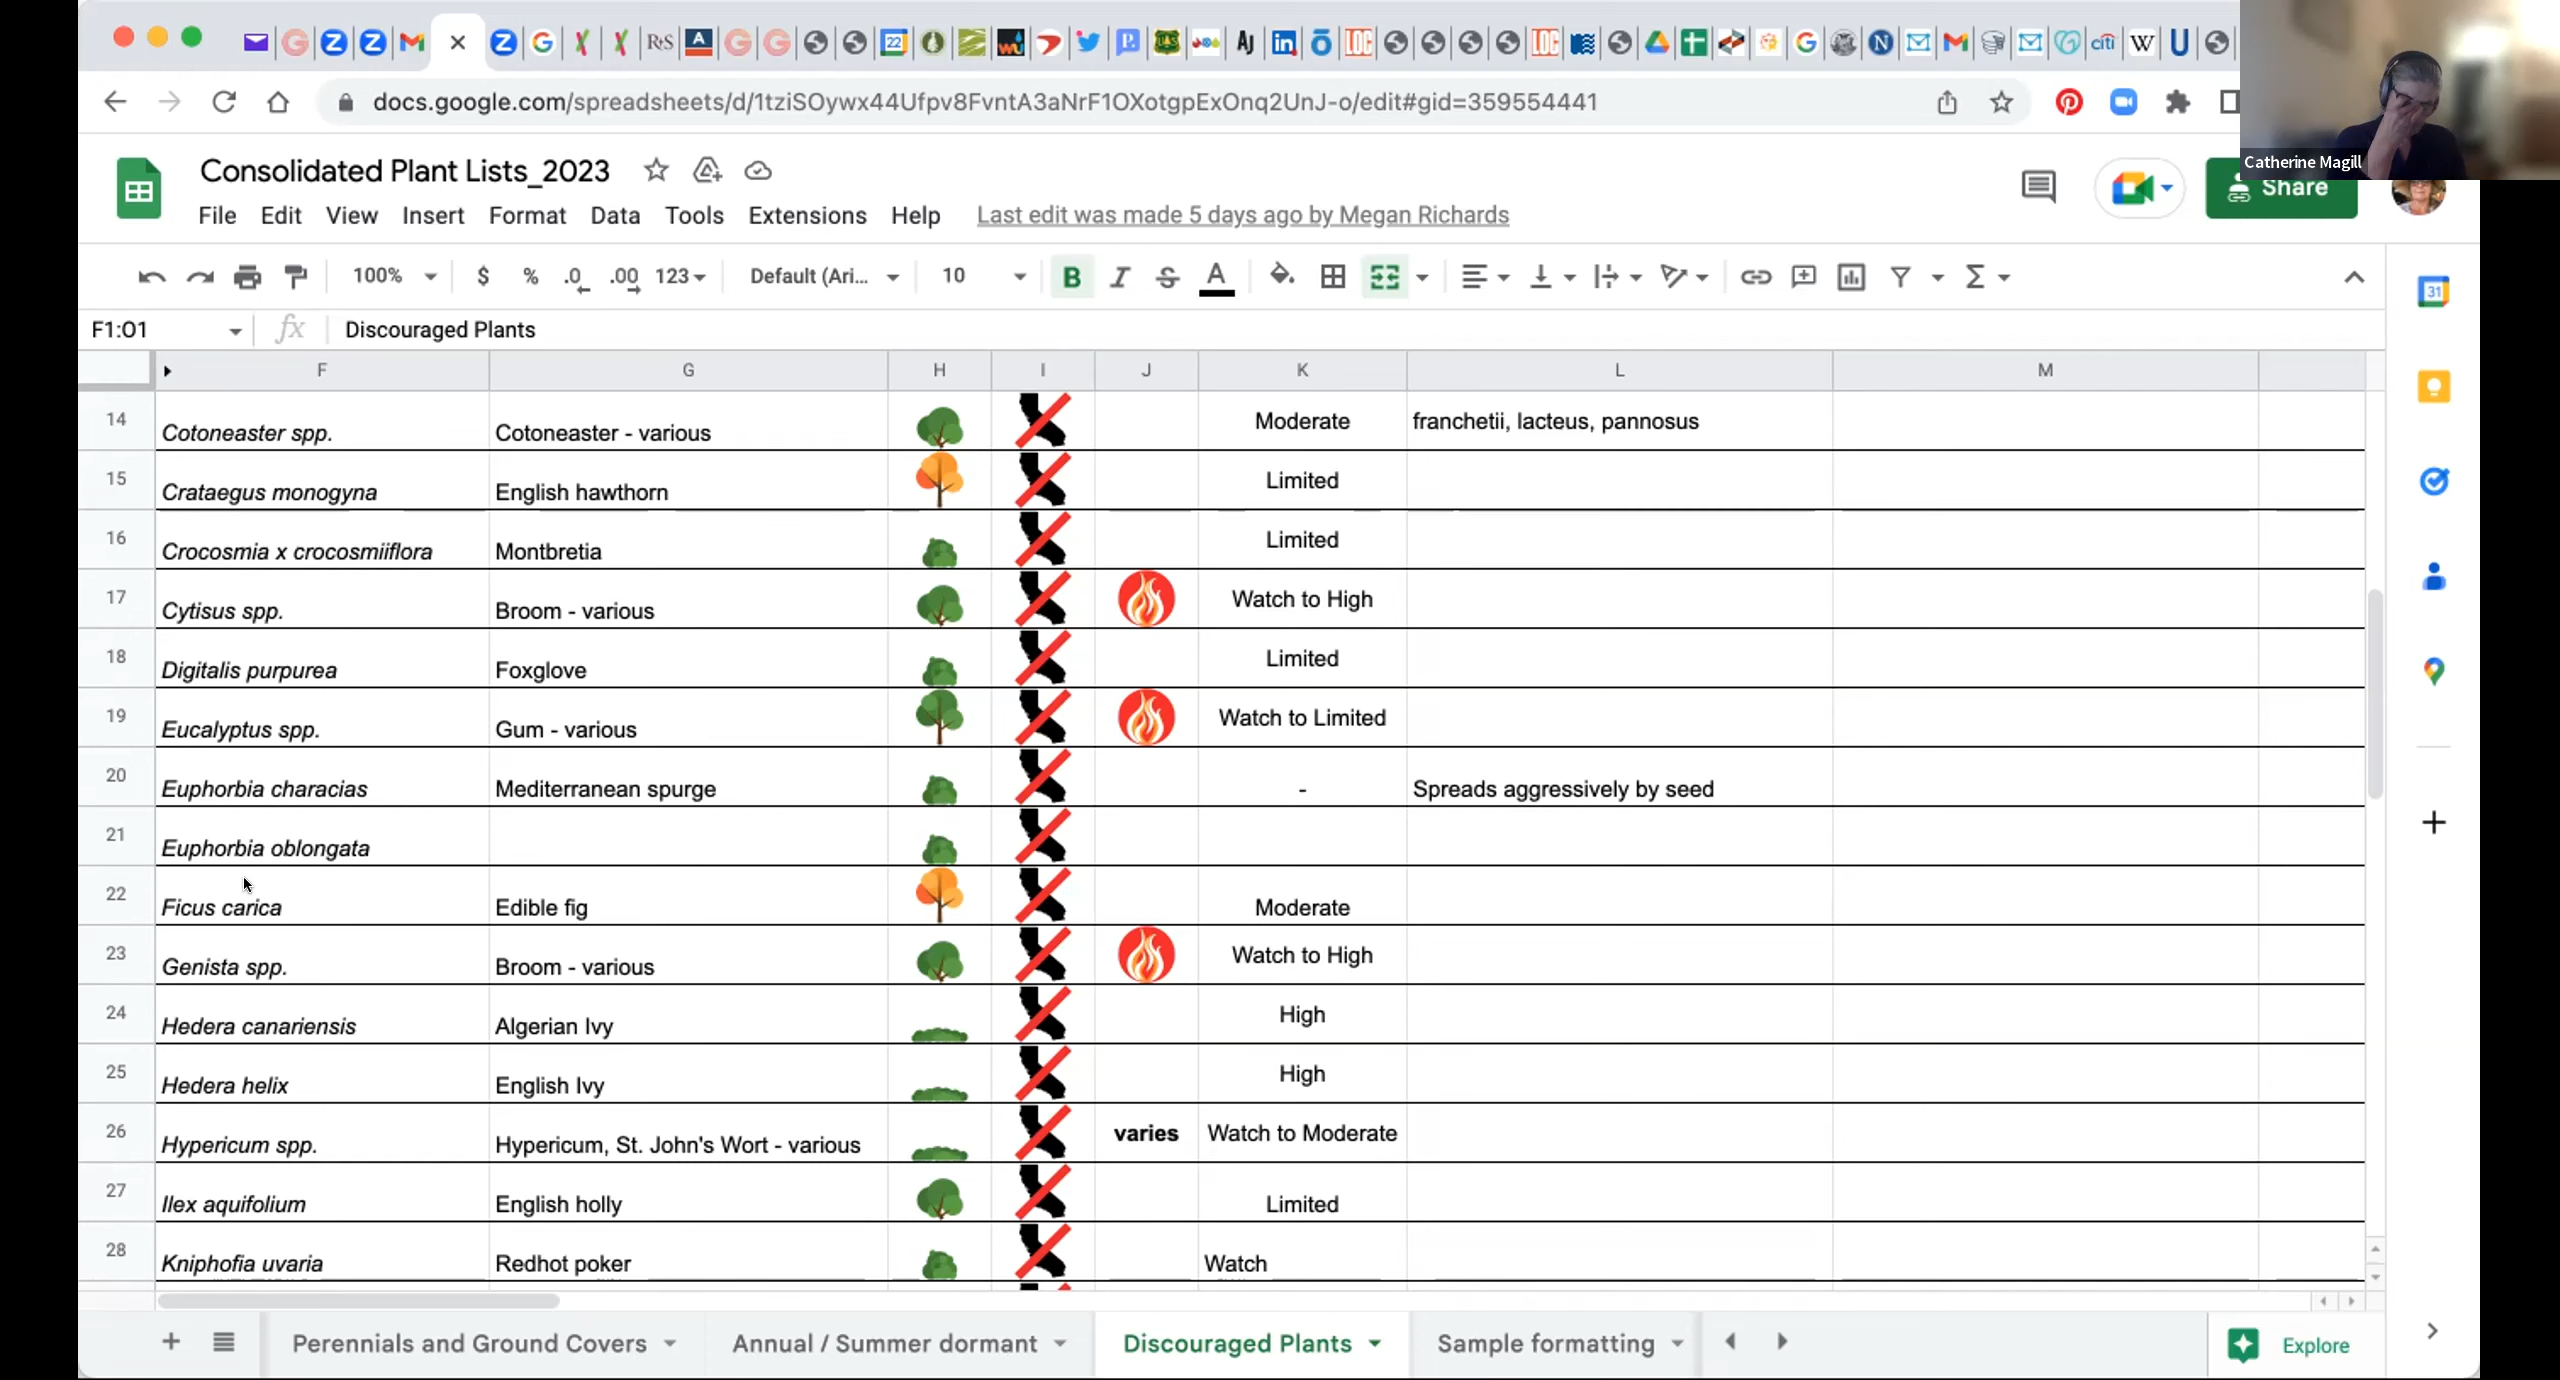 docs.google.com/spreadsheets/d/1tziSOywx44Ufpv8FvntA3aNrF1OXotgpExOnq2UnJ-o/edit#gid=359554441
Catherine Magill
Consolidated Plant Lists_2023
Share
File Edit View Insert Format Data Tools Extensions Help Last edit was made 5 days ago by Megan Richards
100% $ % .0 .00 123 Default (Ari... 10 B I S A
F1:O1 fx Discouraged Plants
F G H I J K L M
14 Cotoneaster spp. Cotoneaster - various Moderate franchetii, lacteus, pannosus
15 Crataegus monogyna English hawthorn Limited
16 Crocosmia x crocosmiiflora Montbretia Limited
17 Cytisus spp. Broom - various Watch to High
18 Digitalis purpurea Foxglove Limited
19 Eucalyptus spp. Gum - various Watch to Limited
20 Euphorbia characias Mediterranean spurge - Spreads aggressively by seed
21 Euphorbia oblongata
22 Ficus carica Edible fig Moderate
23 Genista spp. Broom - various Watch to High
24 Hedera canariensis Algerian Ivy High
25 Hedera helix English Ivy High
26 Hypericum spp. Hypericum, St. John's Wort - various varies Watch to Moderate
27 Ilex aquifolium English holly Limited
28 Kniphofia uvaria Redhot poker Watch
Perennials and Ground Covers Annual / Summer dormant Discouraged Plants Sample formatting Explore